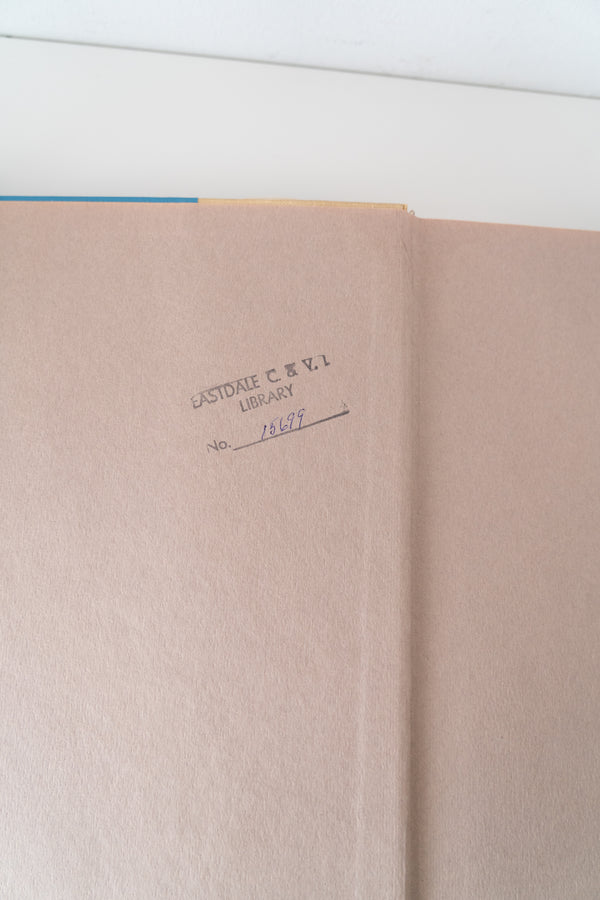 EASTDALE C. & V. I
LIBRARY
No. 15699